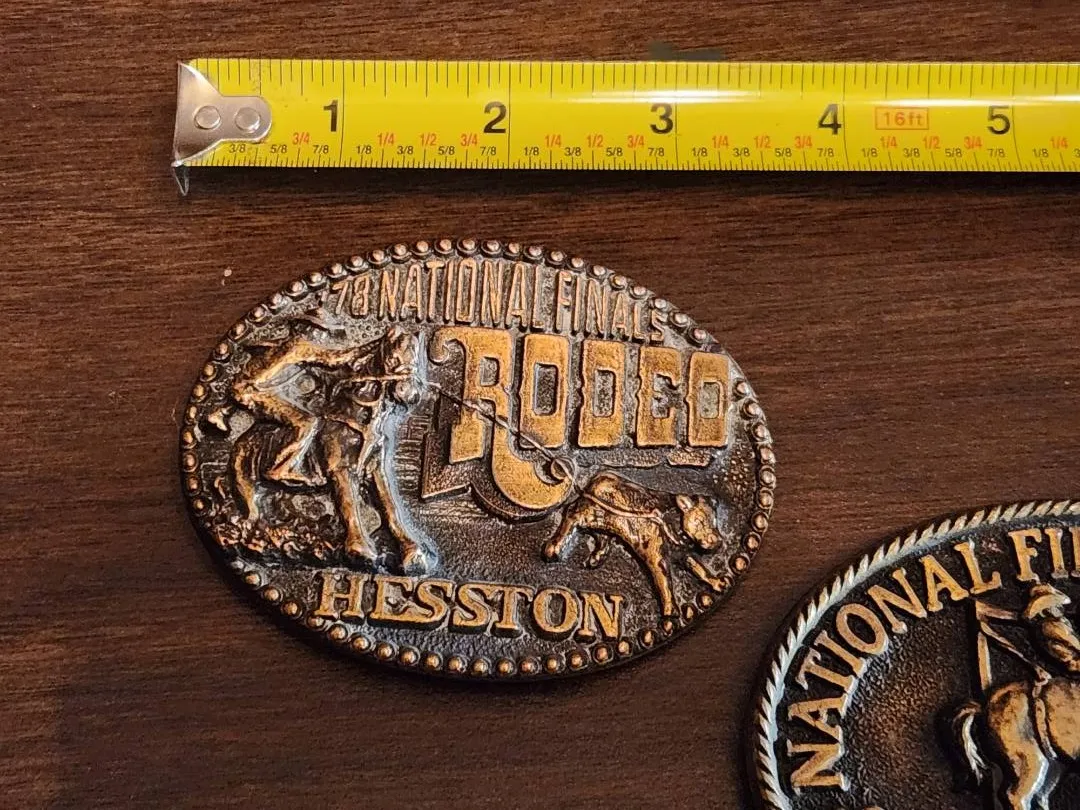 1 2 3 4 16ft 5
1/4 1/2 3/4 1/4 1/2 3/4 1/4 1/2 3/4 1/4 1/2 3/4 1/4 1/2 3/4 1/4
3/8 5/8 7/8 1/8 3/8 5/8 7/8 1/8 3/8 5/8 7/8 1/8 3/8 5/8 7/8 1/8 3/8 5/8 7/8 1/8
78 NATIONAL FINALS
RODEO
HESSTON
NATIONAL